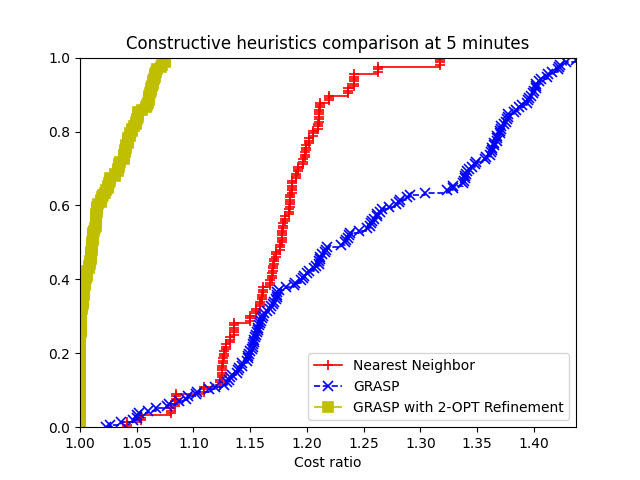 Constructive heuristics comparison at 5 minutes
1.0
0.8
0.6
0.4
0.2
0.0
Nearest Neighbor
GRASP
GRASP with 2-OPT Refinement
1.00 1.05 1.10 1.15 1.20 1.25 1.30 1.35 1.40
Cost ratio